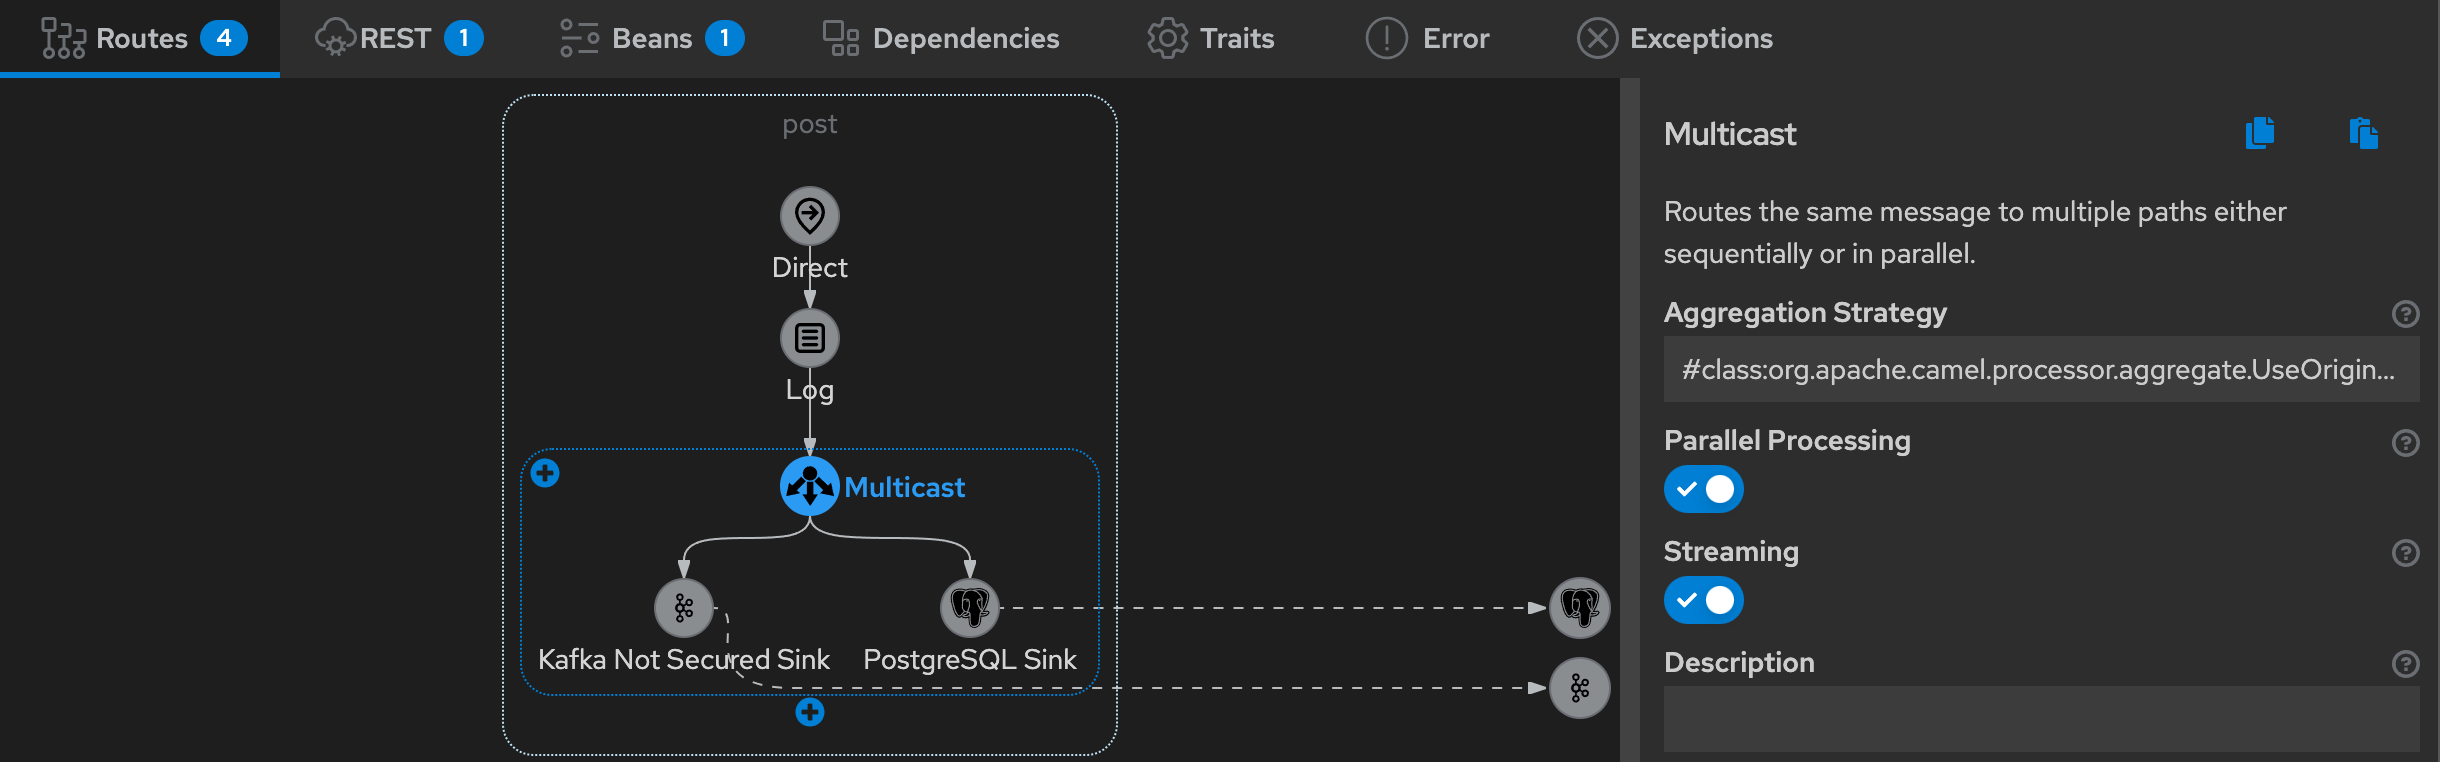 Routes 4 REST 1 Beans 1 Dependencies Traits Error Exceptions
post
Direct
Log
Multicast
Kafka Not Secured Sink PostgreSQL Sink
Multicast
Routes the same message to multiple paths either
sequentially or in parallel.
Aggregation Strategy
#class:org.apache.camel.processor.aggregate.UseOrigin...
Parallel Processing
Streaming
Description